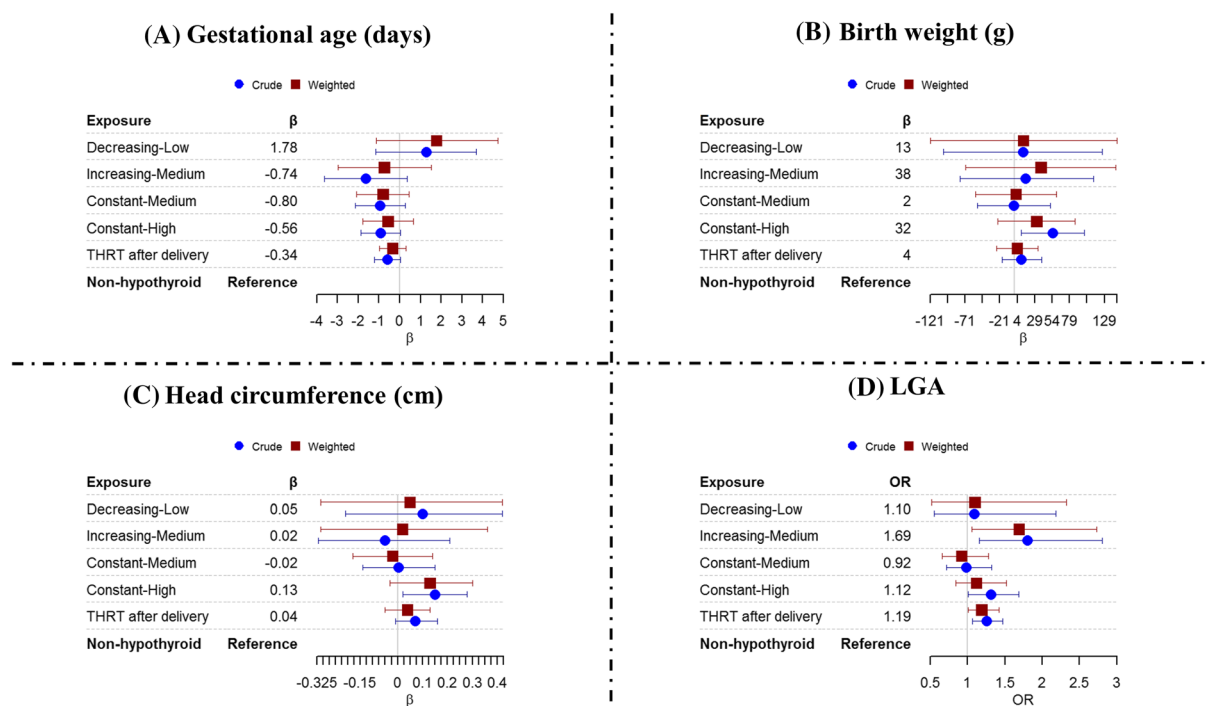 (A) Gestational age (days)
Crude Weighted
Exposure β
Decreasing-Low 1.78
Increasing-Medium -0.74
Constant-Medium -0.80
Constant-High -0.56
THRT after delivery -0.34
Non-hypothyroid Reference
-4 -3 -2 -1 0 1 2 3 4 5
β
(B) Birth weight (g)
Crude Weighted
Exposure β
Decreasing-Low 13
Increasing-Medium 38
Constant-Medium 2
Constant-High 32
THRT after delivery 4
Non-hypothyroid Reference
-121 -71 -21 4 29 54 79 129
β
(C) Head circumference (cm)
Crude Weighted
Exposure β
Decreasing-Low 0.05
Increasing-Medium 0.02
Constant-Medium -0.02
Constant-High 0.13
THRT after delivery 0.04
Non-hypothyroid Reference
-0.325 -0.15 0 0.1 0.2 0.3 0.4
β
(D) LGA
Crude Weighted
Exposure OR
Decreasing-Low 1.10
Increasing-Medium 1.69
Constant-Medium 0.92
Constant-High 1.12
THRT after delivery 1.19
Non-hypothyroid Reference
0.5 1 1.5 2 2.5 3
OR